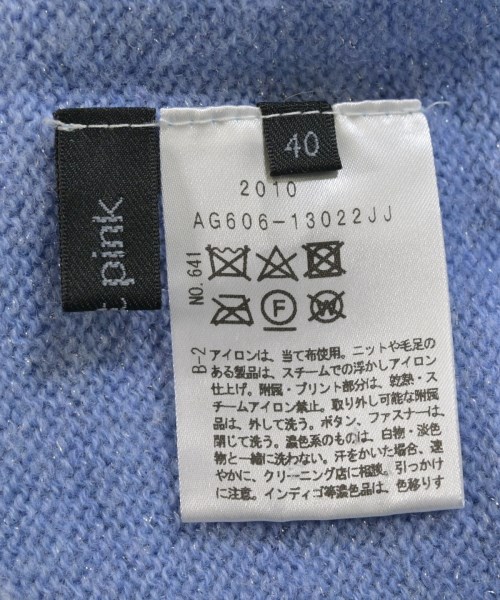 t pink
40
2010
AG606-13022JJ
NO. 641
F
W
B-2
アイロンは、当て布使用。ニットや毛足の
ある製品は、スチームでの浮かしアイロン
仕上げ。附属・プリント部分は、乾熱・ス
チームアイロン禁止。取り外し可能な附属
品は、外して洗う。ボタン、ファスナーは、
閉じて洗う。濃色系のものは、白物・淡色
物と一緒に洗わない。汗をかいた場合、速
やかに、クリーニング店に相談。引っかけ
に注意。インディゴ等濃色品は、色移りす